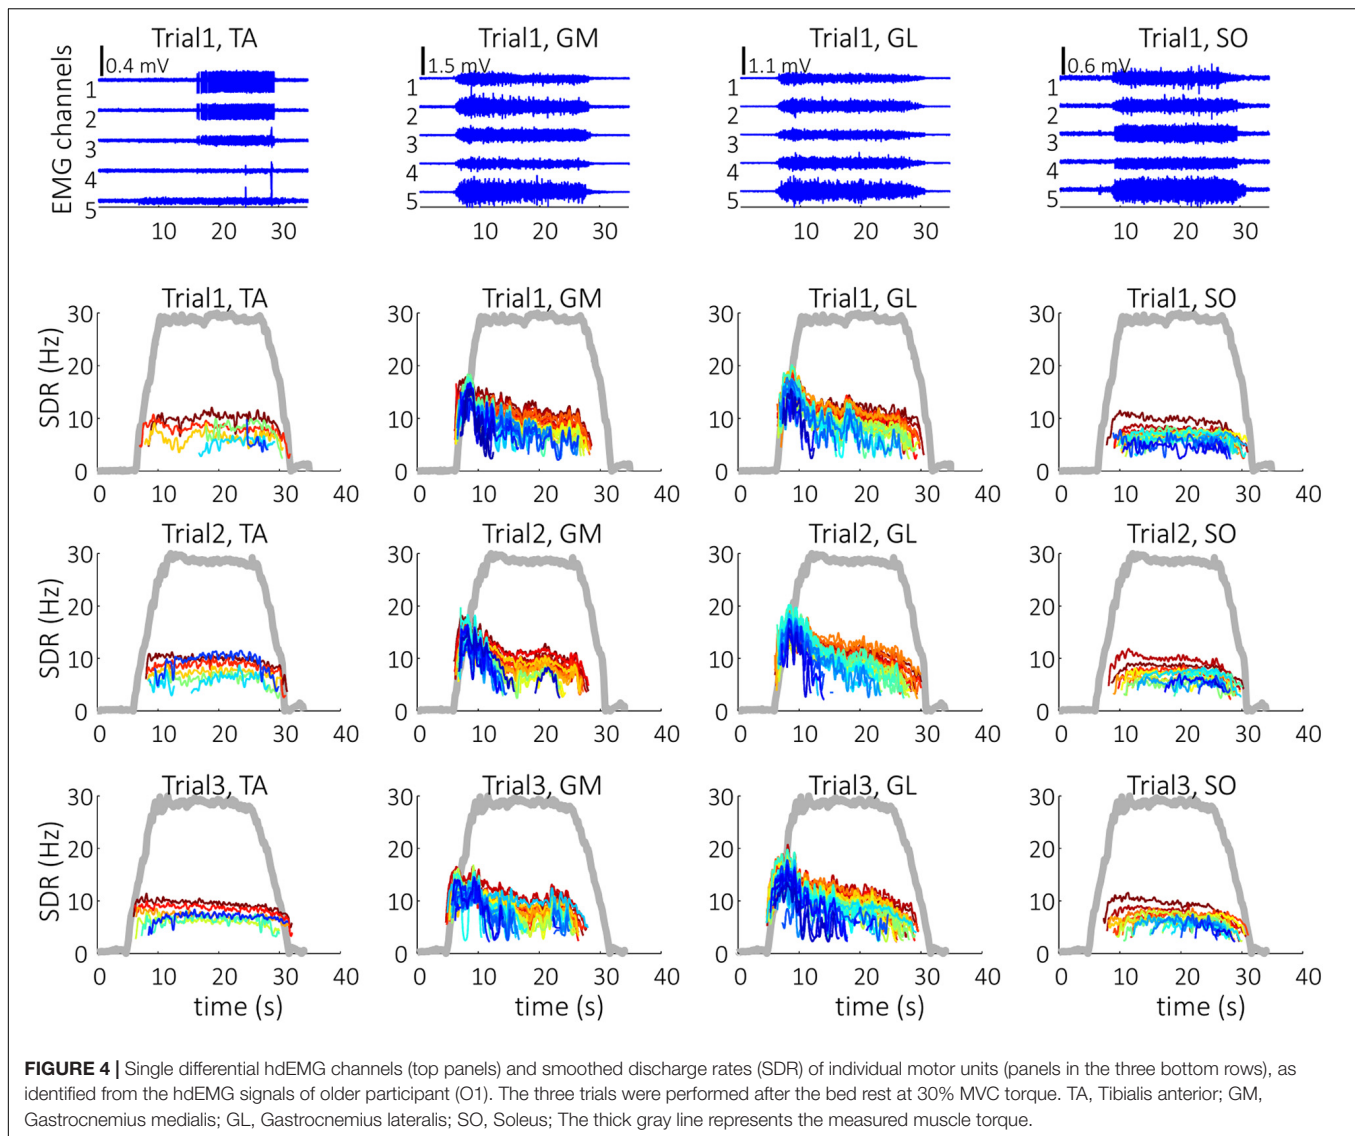 Trial1, TA Trial1, GM Trial1, GL Trial1, SO
0.4 mV 1.5 mV 1.1 mV 0.6 mV
EMG channels
1 1 1 1
2 2 2 2
3 3 3 3
4 4 4 4
5 5 5 5
10 20 30 10 20 30 10 20 30 10 20 30
Trial1, TA Trial1, GM Trial1, GL Trial1, SO
SDR (Hz)
30 30 30 30
20 20 20 20
10 10 10 10
0 0 0 0
0 10 20 30 40 0 10 20 30 40 0 10 20 30 40 0 10 20 30 40
Trial2, TA Trial2, GM Trial2, GL Trial2, SO
SDR (Hz)
30 30 30 30
20 20 20 20
10 10 10 10
0 0 0 0
0 10 20 30 40 0 10 20 30 40 0 10 20 30 40 0 10 20 30 40
Trial3, TA Trial3, GM Trial3, GL Trial3, SO
SDR (Hz)
30 30 30 30
20 20 20 20
10 10 10 10
0 0 0 0
0 10 20 30 40 0 10 20 30 40 0 10 20 30 40 0 10 20 30 40
time (s) time (s) time (s) time (s)
FIGURE 4 | Single differential hdEMG channels (top panels) and smoothed discharge rates (SDR) of individual motor units (panels in the three bottom rows), as
identified from the hdEMG signals of older participant (O1). The three trials were performed after the bed rest at 30% MVC torque. TA, Tibialis anterior; GM,
Gastrocnemius medialis; GL, Gastrocnemius lateralis; SO, Soleus; The thick gray line represents the measured muscle torque.